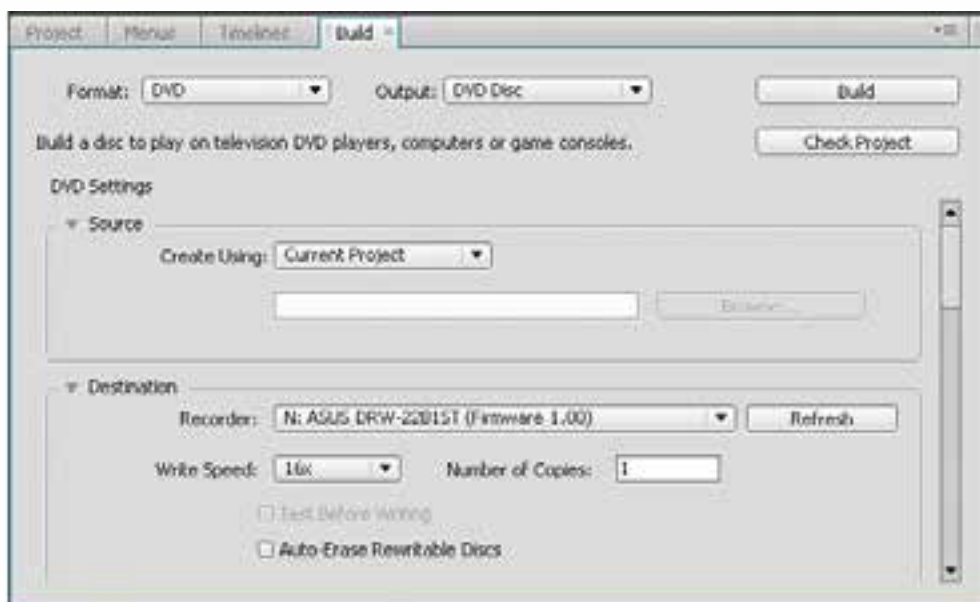 Project Menus Timelines Build
Format: DVD Output: DVD Disc Build
Build a disc to play on television DVD players, computers or game consoles. Check Project
DVD Settings
Source
Create Using: Current Project
Browse...
Destination
Recorder: N: ASUS DRW-22B1ST (Firmware 1.00) Refresh
Write Speed: 16x Number of Copies: 1
Test Before Writing
Auto-Erase Rewritable Discs